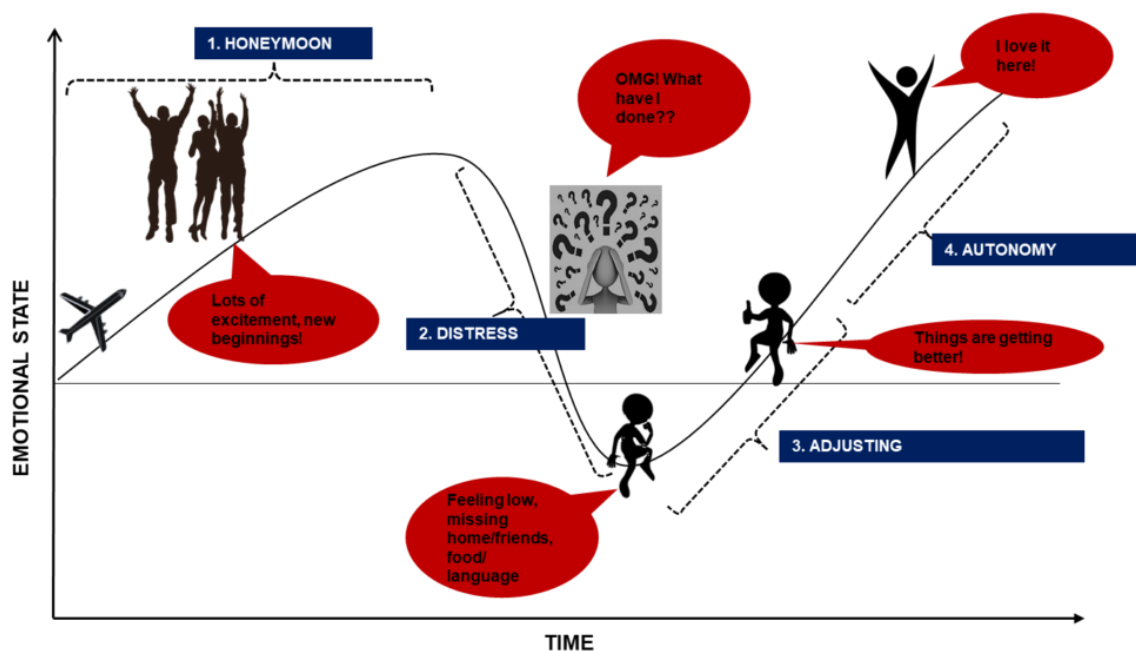 1. HONEYMOON
I love it
here!
OMG! What
have I
done??
Lots of
excitement, new
beginnings!
4. AUTONOMY
2. DISTRESS
Things are getting
better!
3. ADJUSTING
Feeling low,
missing
home/friends,
food/
language
EMOTIONAL STATE
TIME